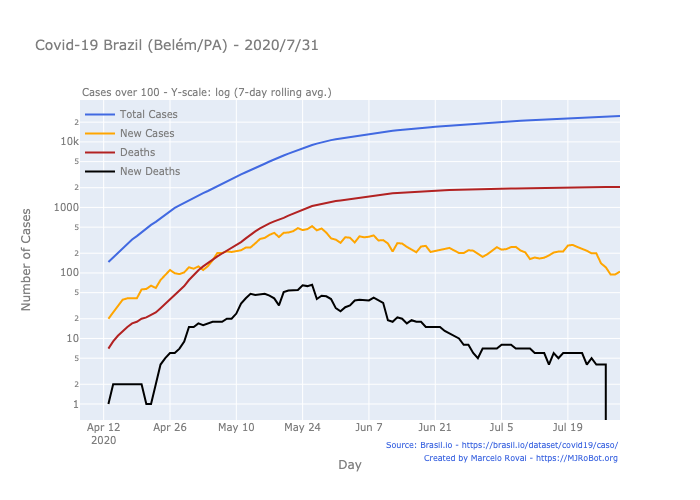 Covid-19 Brazil (Belém/PA) - 2020/7/31
Cases over 100 - Y-scale: log (7-day rolling avg.)
Total Cases
New Cases
Deaths
New Deaths
2
10k
5
2
1000
5
2
100
5
2
10
5
2
1
Number of Cases
Apr 12
2020
Apr 26
May 10
May 24
Jun 7
Jun 21
Jul 5
Jul 19
Day
Source: Brasil.io - https://brasil.io/dataset/covid19/caso/
Created by Marcelo Rovai - https://MJRoBot.org